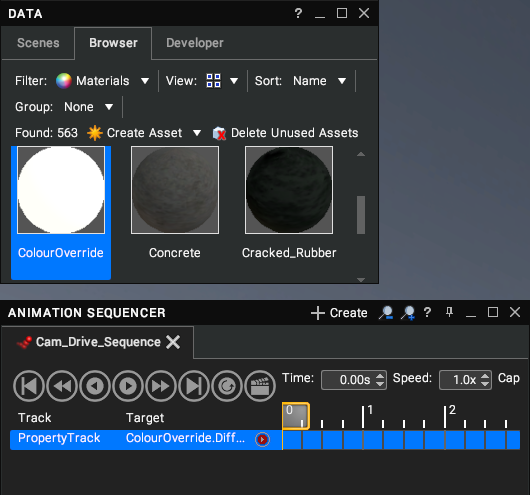 DATA ?
Scenes Browser Developer
Filter: Materials View: Sort: Name
Group: None
Found: 563 Create Asset Delete Unused Assets
ColourOverride Concrete Cracked_Rubber
ANIMATION SEQUENCER Create ?
Cam_Drive_Sequence
Time: 0.00s Speed: 1.0x Cap
Track Target 0 1 2
PropertyTrack ColourOverride.Diff...